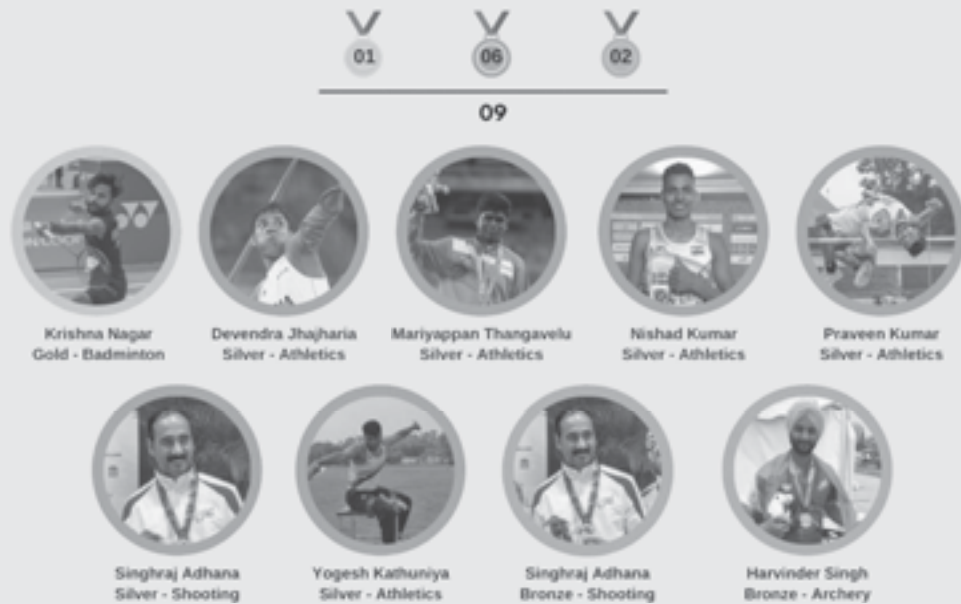 01 06 02
09
Krishna Nagar
Gold - Badminton
Devendra Jhajharia
Silver - Athletics
Mariyappan Thangavelu
Silver - Athletics
Nishad Kumar
Silver - Athletics
Praveen Kumar
Silver - Athletics
Singhraj Adhana
Silver - Shooting
Yogesh Kathuniya
Silver - Athletics
Singhraj Adhana
Bronze - Shooting
Harvinder Singh
Bronze - Archery